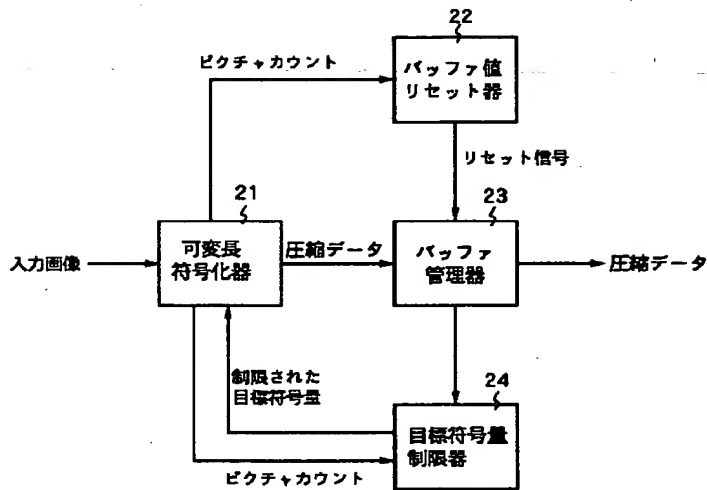 22
ピクチャカウント
バッファ値
リセット器
リセット信号
21
23
入力画像
可変長
符号化器
圧縮データ
バッファ
管理器
圧縮データ
制限された
目標符号量
24
目標符号量
制限器
ピクチャカウント